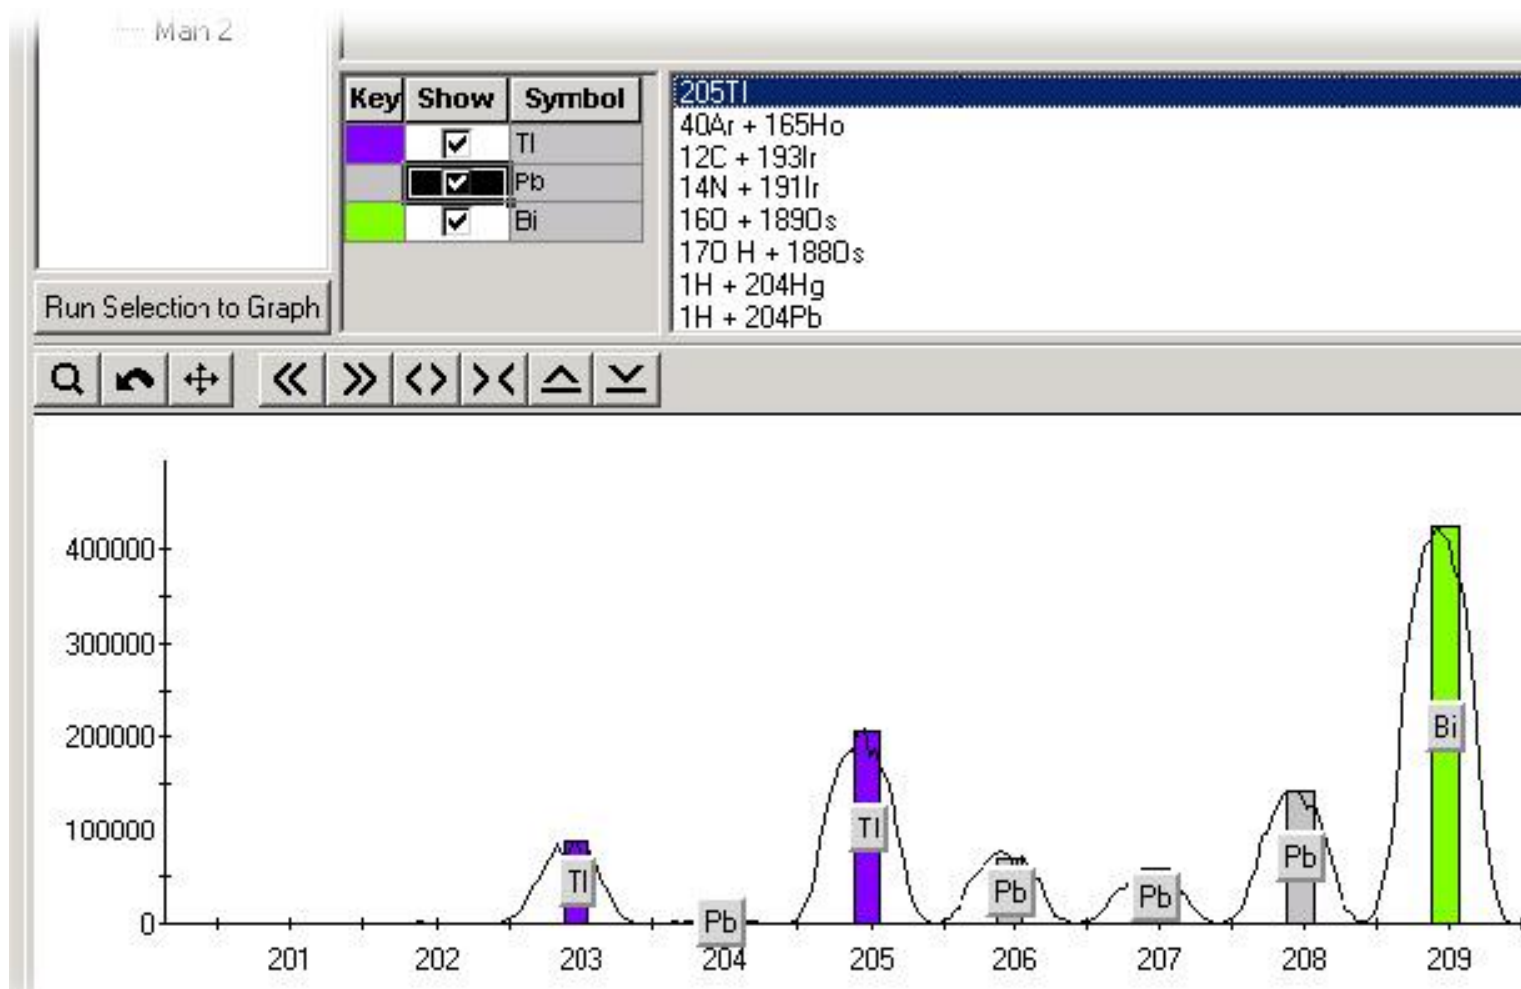 Main 2
Key Show Symbol
Tl
Pb
Bi
205Tl
40Ar + 165Ho
12C + 193Ir
14N + 191Ir
16O + 189Os
17O H + 188Os
1H + 204Hg
1H + 204Pb
Run Selection to Graph
400000
300000
200000
100000
0
Tl
Pb
Tl
Pb
Pb
Pb
Bi
201 202 203 204 205 206 207 208 209